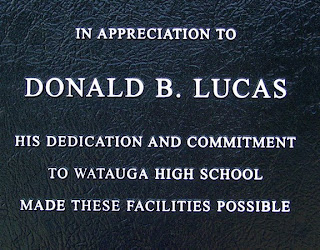 IN APPRECIATION TO
DONALD B. LUCAS
HIS DEDICATION AND COMMITMENT
TO WATAUGA HIGH SCHOOL
MADE THESE FACILITIES POSSIBLE